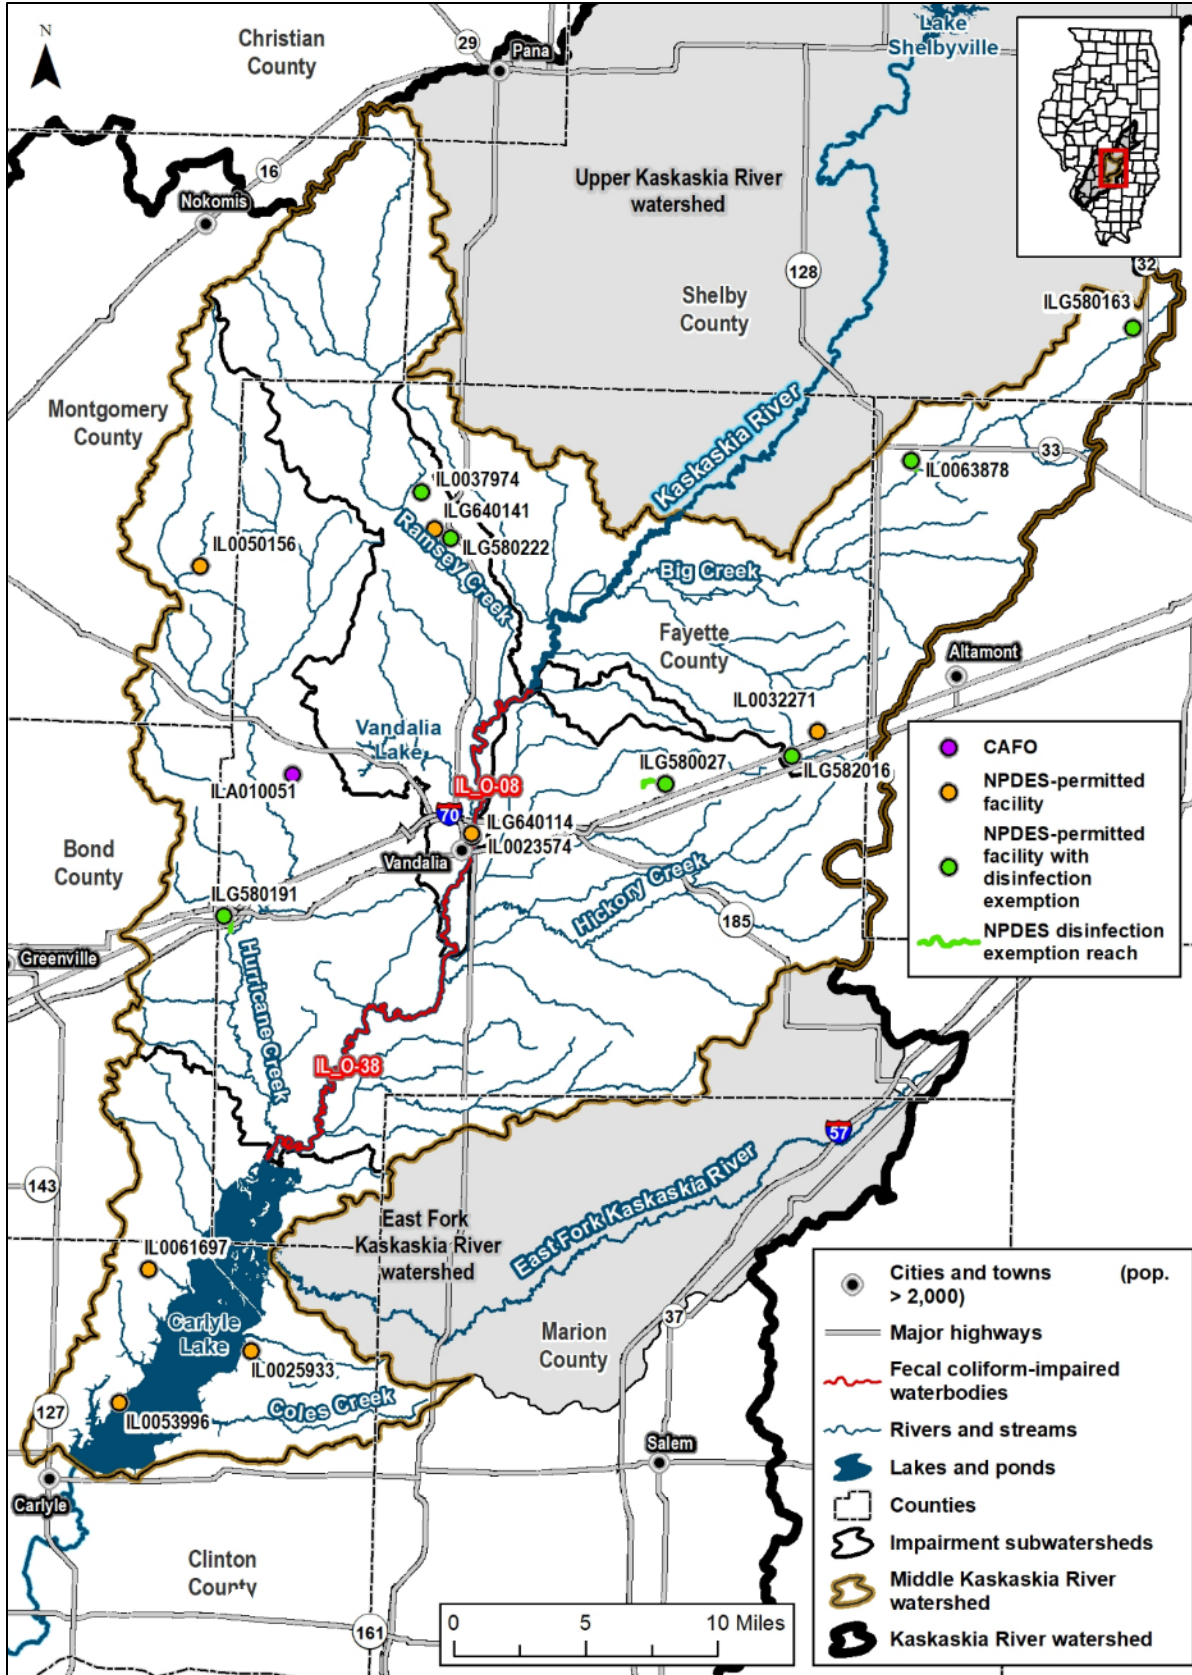 N
Christian
County
29
Pana
Lake
Shelbyville
16
Nokomis
Upper Kaskaskia River
watershed
128
Shelby
County
32
ILG580163
Montgomery
County
Kaskaskia River
33
IL0063878
IL0037974
ILG640141
ILG580222
Ramsey Creek
IL0050156
Big Creek
Fayette
County
Altamont
IL0032271
Vandalia
Lake
ILG580027
ILG582016
ILA010051
IL_O-08
70
ILG640114
IL0023574
Vandalia
Bond
County
ILG580191
Hickory Creek
185
Greenville
Hurricane Creek
IL_O-38
CAFO
NPDES-permitted
facility
NPDES-permitted
facility with
disinfection
exemption
NPDES disinfection
exemption reach
57
143
East Fork Kaskaskia River
East Fork
Kaskaskia River
watershed
IL0061697
Carlyle
Lake
IL0025933
37
Marion
County
127
IL0053996
Coles Creek
Salem
Carlyle
Clinton
County
161
0 5 10 Miles
Cities and towns (pop.
> 2,000)
Major highways
Fecal coliform-impaired
waterbodies
Rivers and streams
Lakes and ponds
Counties
Impairment subwatersheds
Middle Kaskaskia River
watershed
Kaskaskia River watershed